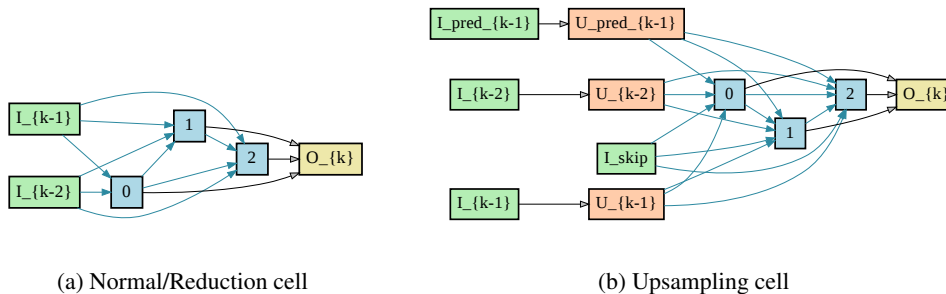 I_pred_{k-1}
U_pred_{k-1}
I_{k-1}
1
I_{k-2}
0
2
O_{k}
I_{k-2}
U_{k-2}
0
2
O_{k}
1
I_skip
I_{k-1}
U_{k-1}
(a) Normal/Reduction cell
(b) Upsampling cell